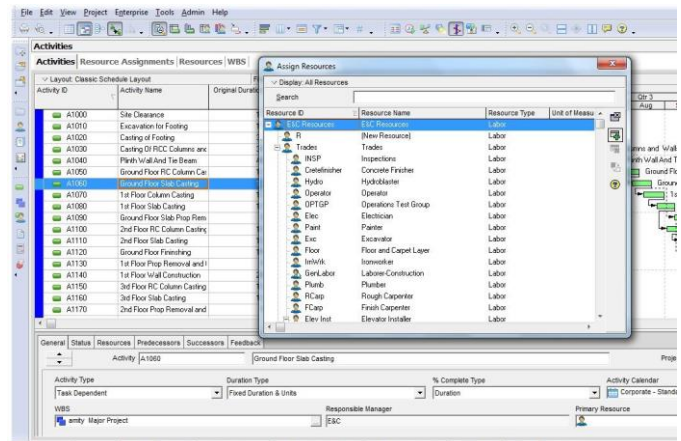 File Edit View Project Enterprise Tools Admin Help
Activities
Activities Resource Assignments Resources WBS
Layout: Classic Schedule Layout
Activity ID Activity Name Original Duratio
A1000 Site Clearance
A1010 Excavation for Footing
A1020 Casting of Footing
A1030 Casting Of RCC Columns and
A1040 Plinth Wall And Tie Beam
A1050 Ground Floor RC Column Cas
A1060 Ground Floor Slab Casting
A1070 1st Floor Column Casting
A1080 1st Floor Slab Casting
A1090 Ground Floor Slab Prop Rem
A1100 2nd Floor RC Column Casting
A1110 2nd Floor Slab Casting
A1120 Ground Floor Fininshing
A1130 1st Floor Prop Removal and
A1140 1st Floor Wall Construction
A1150 3rd Floor RC Column Casting
A1160 3rd Floor Slab Casting
A1170 2nd Floor Prop Removal and
Assign Resources
Display: All Resources
Search
Resource ID Resource Name Resource Type Unit of Measu
E&C Resources E&C Resources Labor
R (New Resource) Labor
Trades Trades Labor
INSP Inspections Labor
Cretefinisher Concrete Finisher Labor
Hydro Hydroblaster Labor
Operator Operator Labor
OPTGP Operations Test Group Labor
Elec Electrician Labor
Paint Painter Labor
Exc Excavator Labor
Floor Floor and Carpet Layer Labor
IrnWrk Ironworker Labor
GenLabor Laborer-Construction Labor
Plumb Plumber Labor
RCarp Rough Carpenter Labor
FCarp Finish Carpenter Labor
Elev Inst Elevator Installer Labor
Qtr 3
Aug
umns and Walls
inth Wall And T
Ground Flo
Groun
General Status Resources Predecessors Successors Feedback
Activity A1060 Ground Floor Slab Casting Proje
Activity Type Duration Type % Complete Type Activity Calendar
Task Dependent Fixed Duration & Units Duration Corporate - Standa
WBS Responsible Manager Primary Resource
amity Major Project E&C